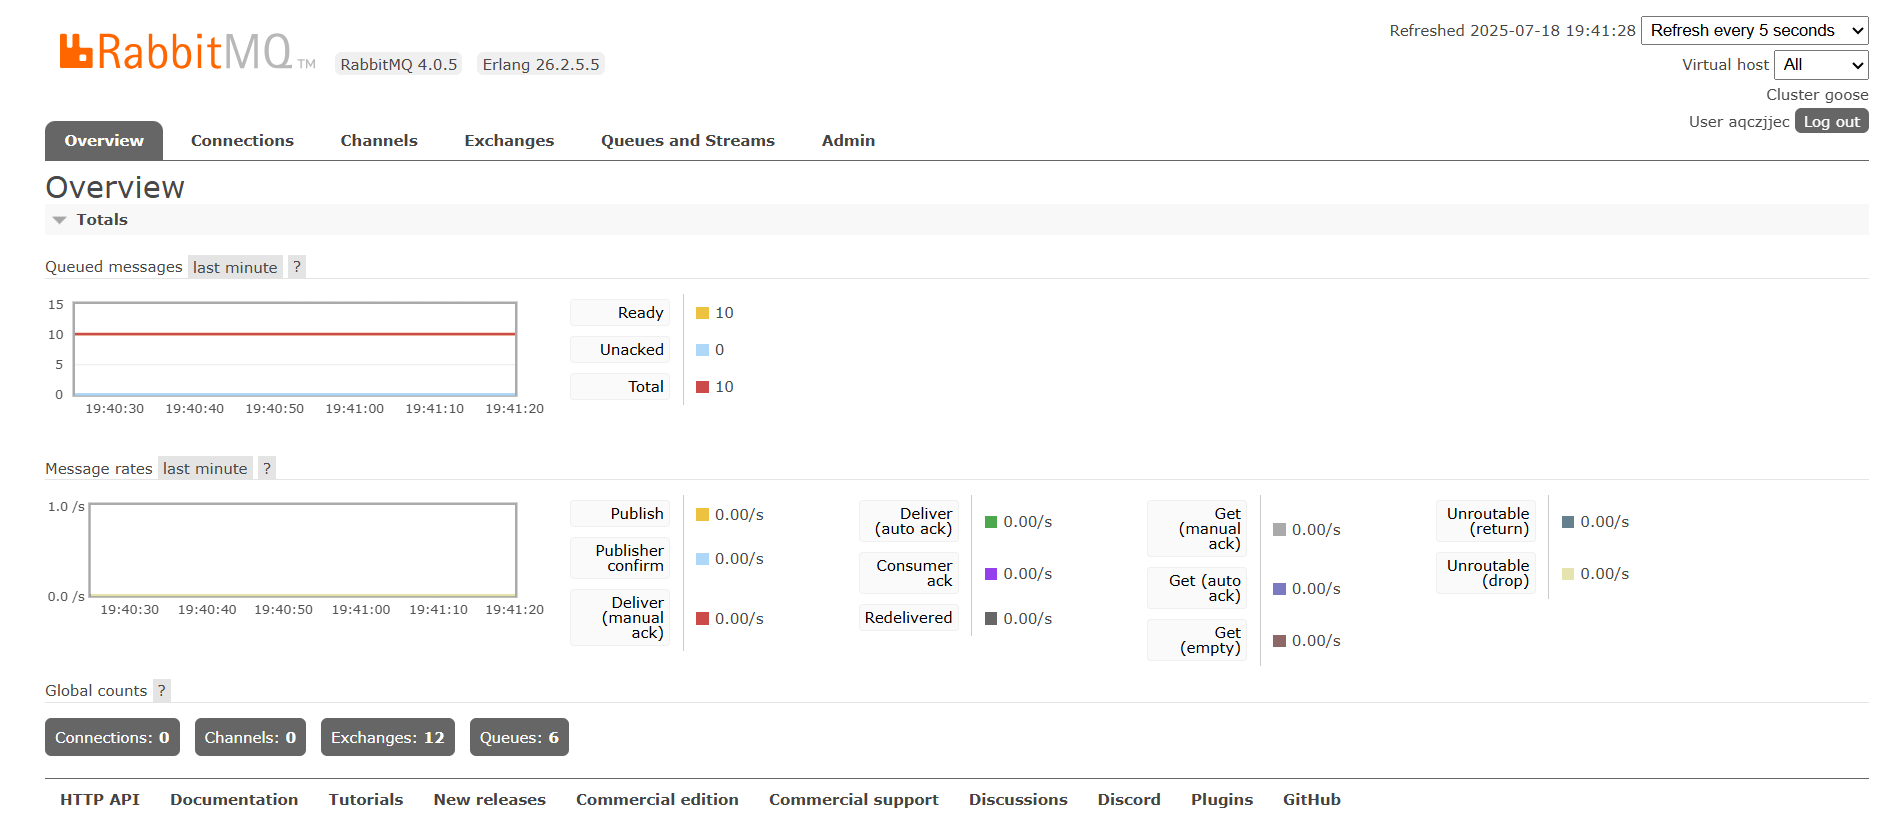 RabbitMQ TM RabbitMQ 4.0.5 Erlang 26.2.5.5
Refreshed 2025-07-18 19:41:28 Refresh every 5 seconds
Virtual host All
Cluster goose
User aqczjjec Log out
Overview Connections Channels Exchanges Queues and Streams Admin
Overview
Totals
Queued messages last minute ?
15
10
5
0
19:40:30 19:40:40 19:40:50 19:41:00 19:41:10 19:41:20
Ready 10
Unacked 0
Total 10
Message rates last minute ?
1.0 /s
0.0 /s
19:40:30 19:40:40 19:40:50 19:41:00 19:41:10 19:41:20
Publish 0.00/s
Publisher
confirm 0.00/s
Deliver
(manual
ack) 0.00/s
Deliver
(auto ack) 0.00/s
Consumer
ack 0.00/s
Redelivered 0.00/s
Get
(manual
ack) 0.00/s
Get (auto
ack) 0.00/s
Get
(empty) 0.00/s
Unroutable
(return) 0.00/s
Unroutable
(drop) 0.00/s
Global counts ?
Connections: 0 Channels: 0 Exchanges: 12 Queues: 6
HTTP API Documentation Tutorials New releases Commercial edition Commercial support Discussions Discord Plugins GitHub